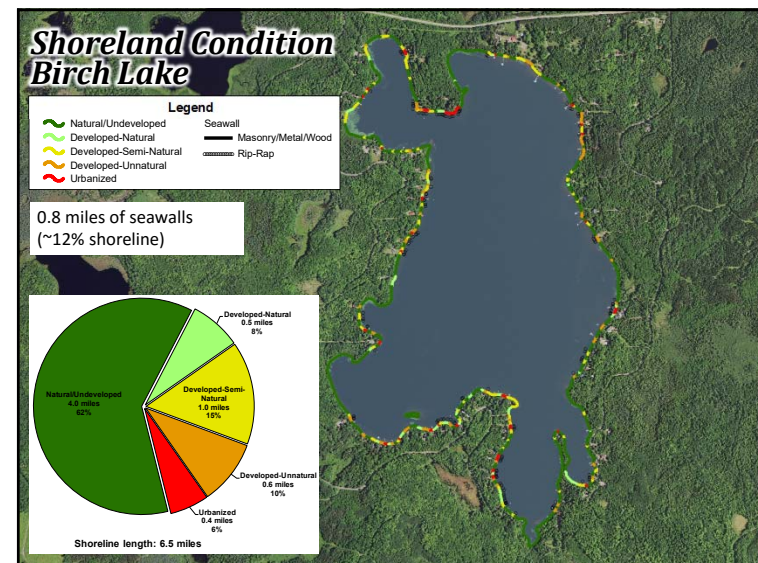 Shoreland Condition
Birch Lake
Legend
Natural/Undeveloped
Developed-Natural
Developed-Semi-Natural
Developed-Unnatural
Urbanized
Seawall
Masonry/Metal/Wood
Rip-Rap
0.8 miles of seawalls
(~12% shoreline)
Developed-Natural
0.5 miles
8%
Natural/Undeveloped
4.0 miles
62%
Developed-Semi-
Natural
1.0 miles
15%
Developed-Unnatural
0.6 miles
10%
Urbanized
0.4 miles
6%
Shoreline length: 6.5 miles